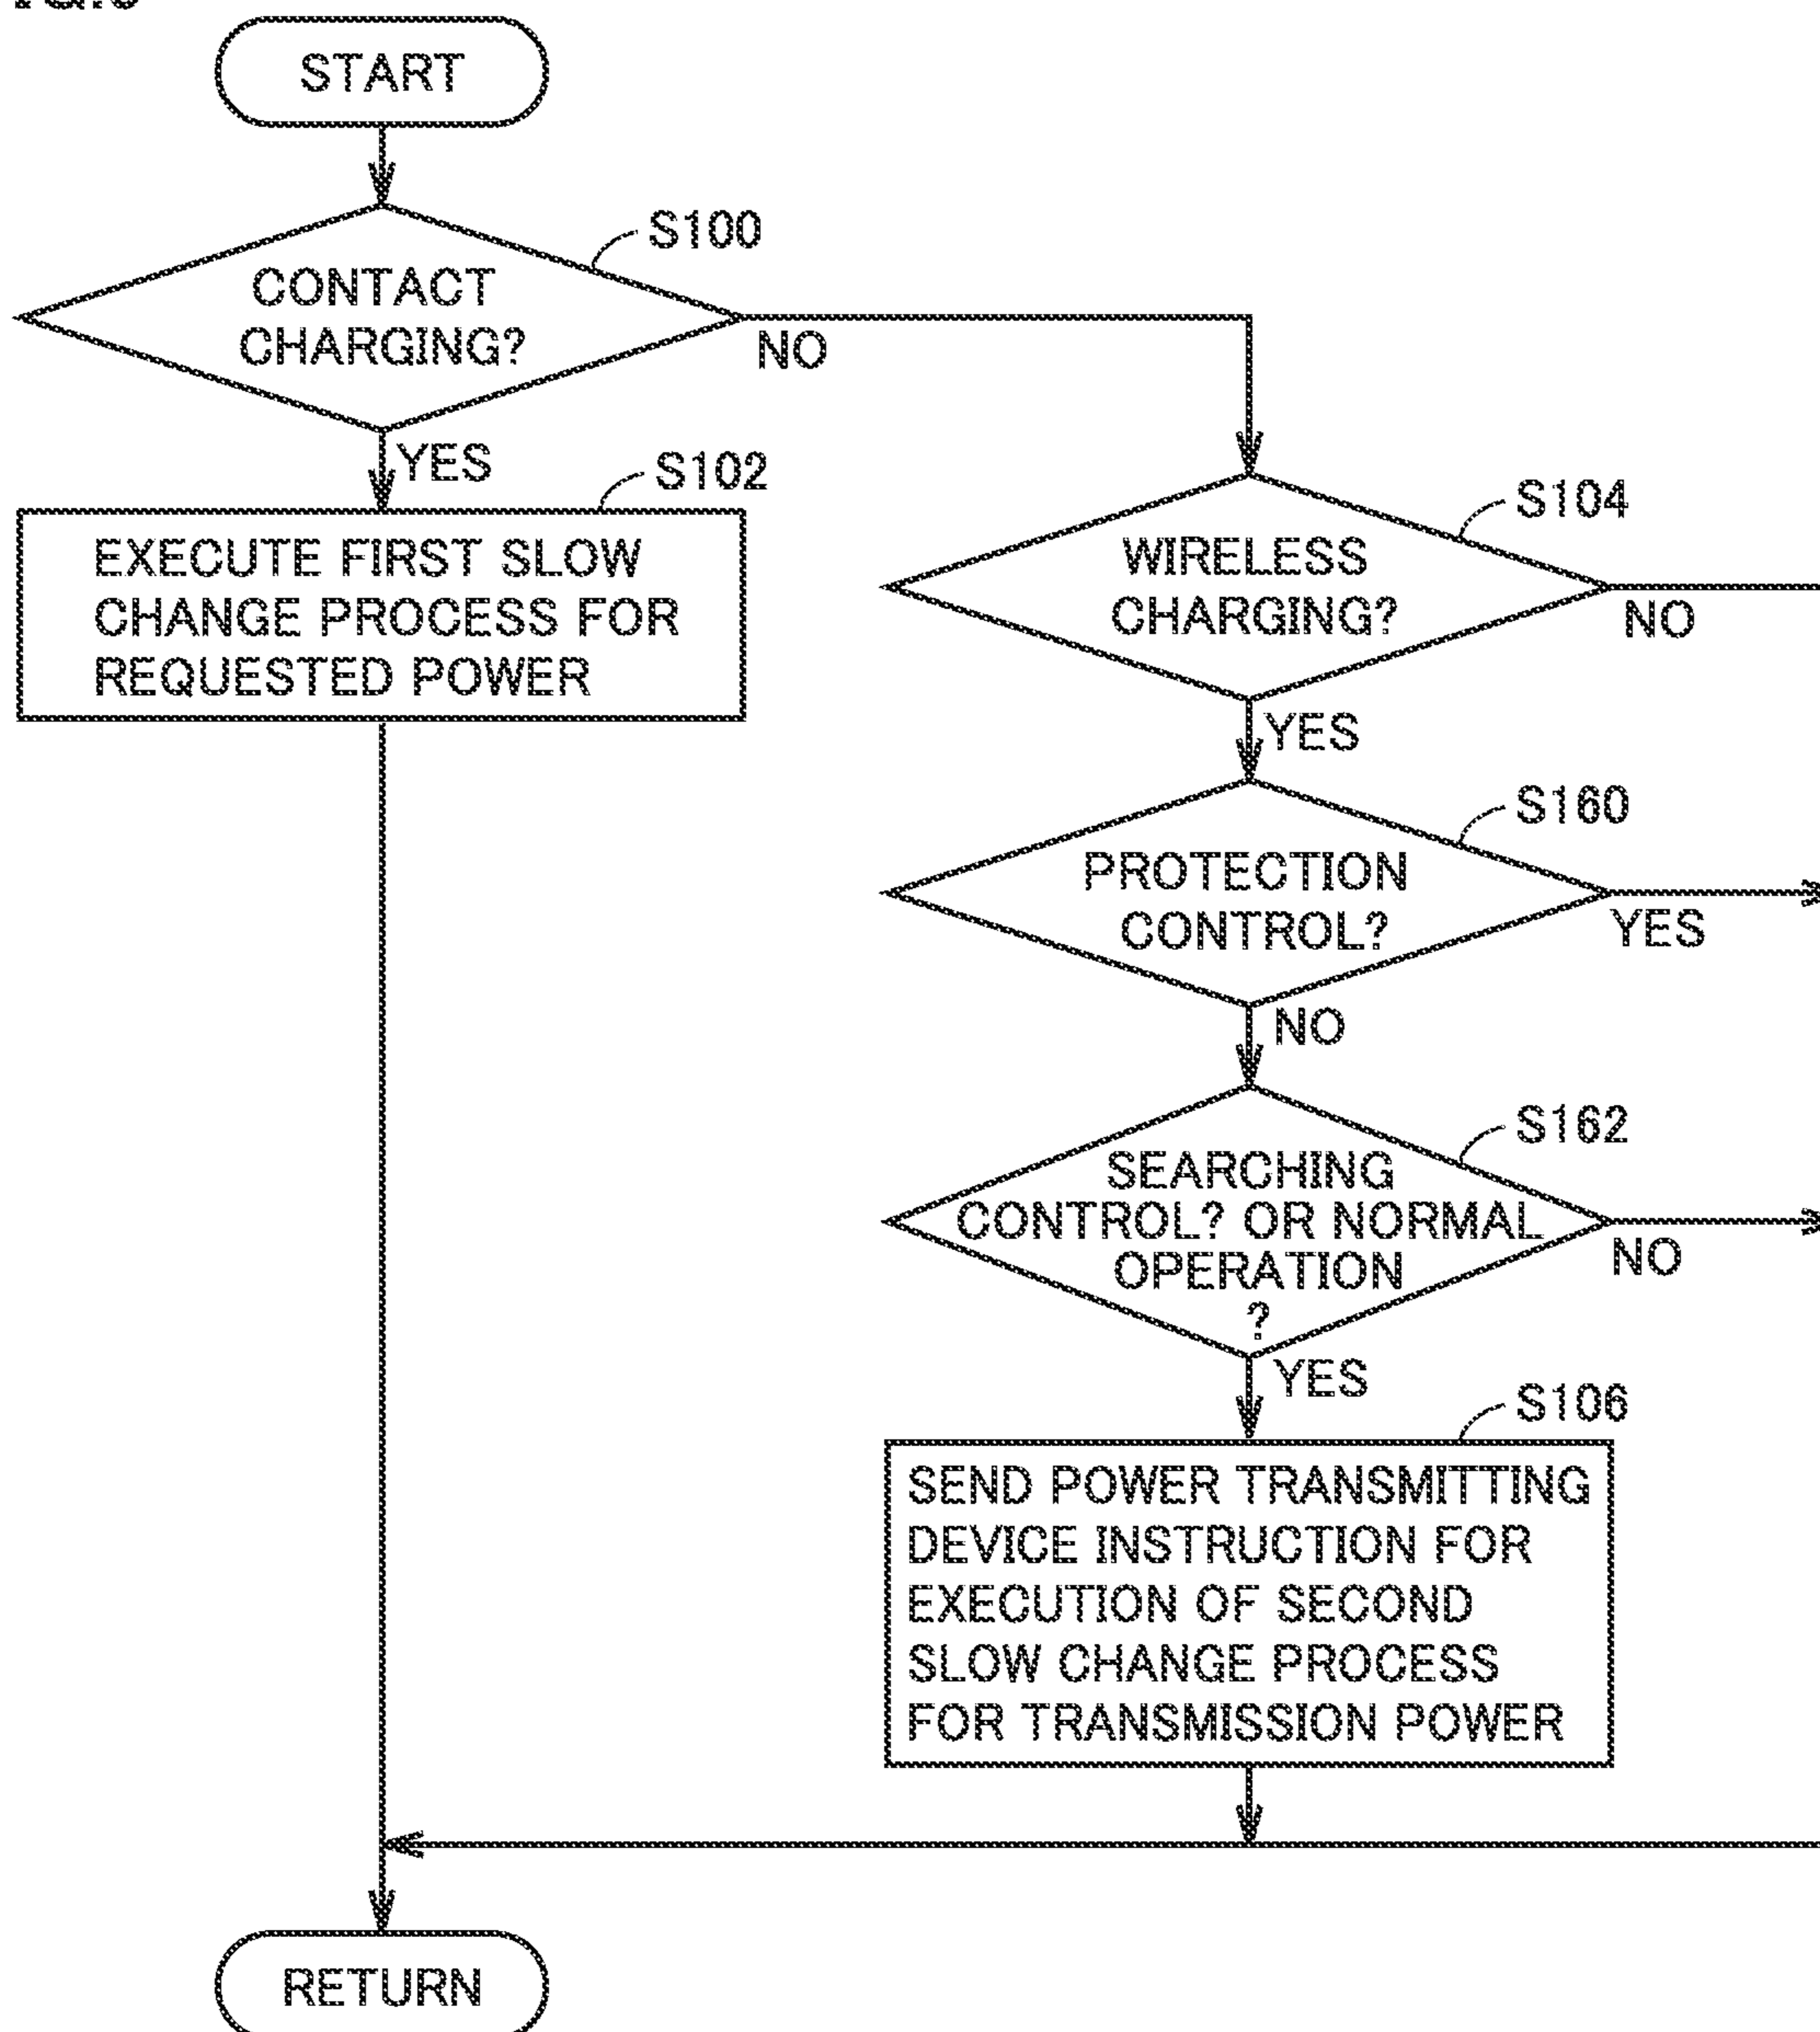 START
S100
CONTACT
CHARGING?
NO
YES
S102
EXECUTE FIRST SLOW
CHANGE PROCESS FOR
REQUESTED POWER
S104
WIRELESS
CHARGING?
NO
YES
S160
PROTECTION
CONTROL?
YES
NO
S162
SEARCHING
CONTROL? OR NORMAL
OPERATION
?
NO
YES
S106
SEND POWER TRANSMITTING
DEVICE INSTRUCTION FOR
EXECUTION OF SECOND
SLOW CHANGE PROCESS
FOR TRANSMISSION POWER
RETURN